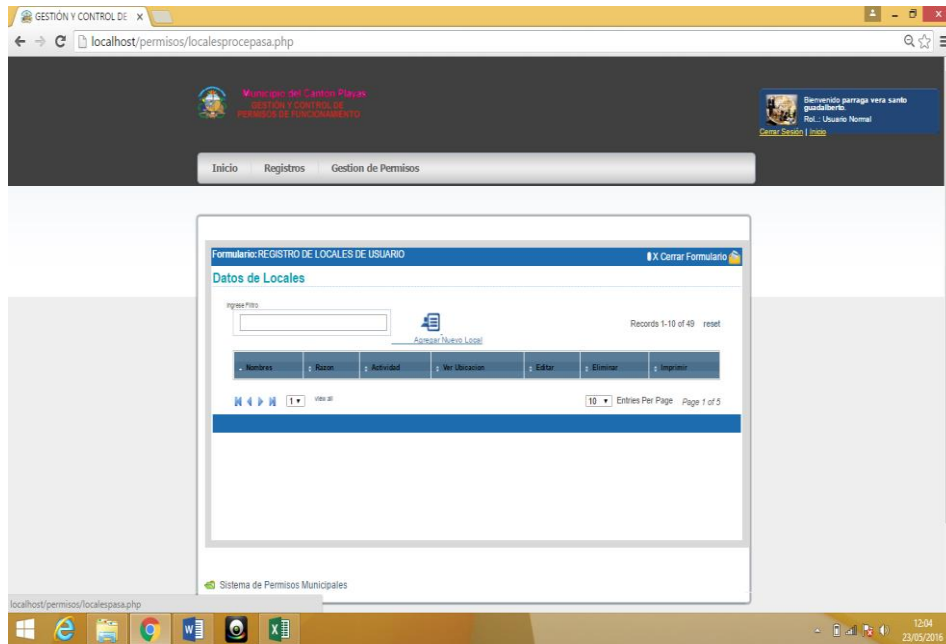 GESTIÓN Y CONTROL DE
localhost/permisos/localesprocepasa.php
Municipio del Canton Playas
GESTIÓN Y CONTROL DE
PERMISOS DE FUNCIONAMIENTO
Bienvenido parraga vera santo
guadalberto.
Rol..: Usuario Normal
Cerrar Sesión | Inicio
Inicio Registros Gestion de Permisos
Formulario: REGISTRO DE LOCALES DE USUARIO X Cerrar Formulario
Datos de Locales
Ingrese Filtro
Agregar Nuevo Local
Records 1-10 of 49 reset
Nombres Razon Actividad Ver Ubicacion Editar Eliminar Imprimir
1 view all 10 Entries Per Page Page 1 of 5
Sistema de Permisos Municipales
localhost/permisos/localespasa.php
12:04
23/05/2016